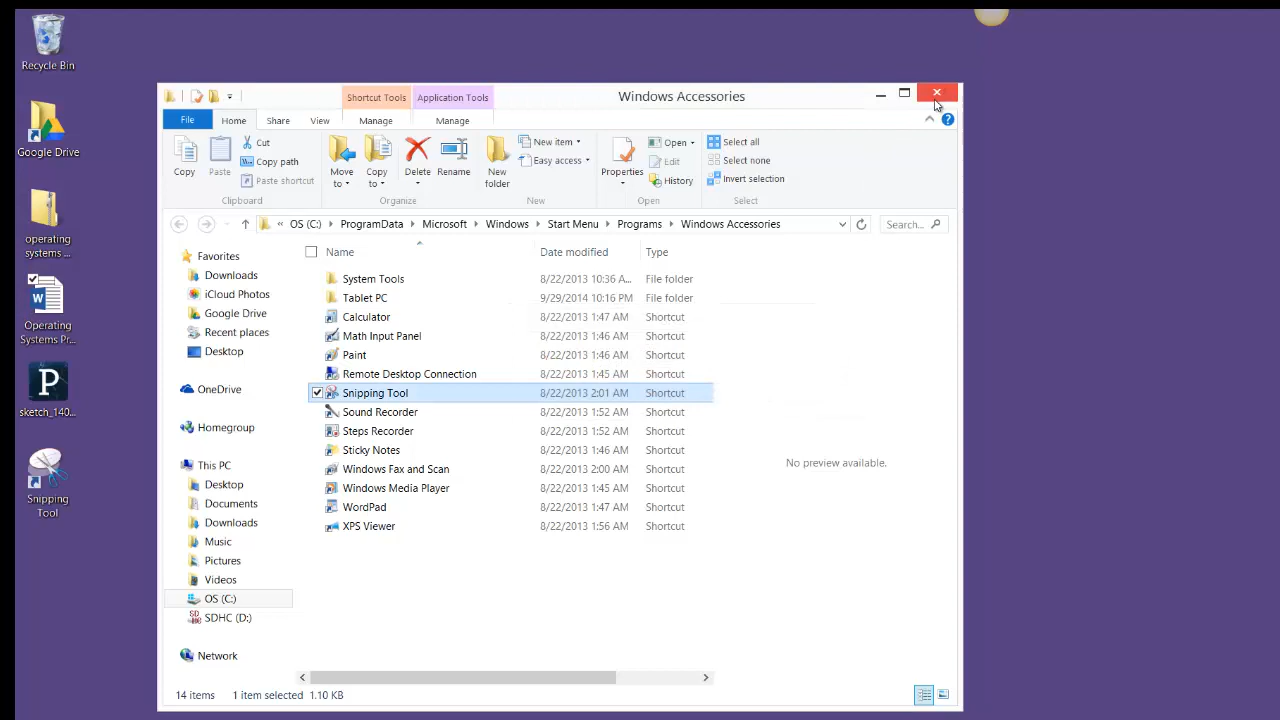 Recycle Bin
Google Drive
operating
systems ...
Operating
Systems Pr...
P
sketch_140...
Snipping
Tool
Shortcut Tools
Application Tools
Windows Accessories
File
Home
Share
View
Manage
Manage
Copy
Paste
Cut
Copy path
Paste shortcut
Clipboard
Move
to
Copy
to
Delete
Rename
Organize
New
folder
New item
Easy access
New
Properties
Open
Edit
History
Open
Select all
Select none
Invert selection
Select
« OS (C:) ProgramData Microsoft Windows Start Menu Programs Windows Accessories
Search...
Favorites
Downloads
iCloud Photos
Google Drive
Recent places
Desktop
OneDrive
Homegroup
This PC
Desktop
Documents
Downloads
Music
Pictures
Videos
OS (C:)
SDHC (D:)
Network
Name Date modified Type
System Tools 8/22/2013 10:36 A... File folder
Tablet PC 9/29/2014 10:16 PM File folder
Calculator 8/22/2013 1:47 AM Shortcut
Math Input Panel 8/22/2013 1:46 AM Shortcut
Paint 8/22/2013 1:46 AM Shortcut
Remote Desktop Connection 8/22/2013 1:45 AM Shortcut
Snipping Tool 8/22/2013 2:01 AM Shortcut
Sound Recorder 8/22/2013 1:52 AM Shortcut
Steps Recorder 8/22/2013 1:52 AM Shortcut
Sticky Notes 8/22/2013 1:46 AM Shortcut
Windows Fax and Scan 8/22/2013 2:00 AM Shortcut
Windows Media Player 8/22/2013 1:45 AM Shortcut
WordPad 8/22/2013 1:47 AM Shortcut
XPS Viewer 8/22/2013 1:56 AM Shortcut
No preview available.
14 items 1 item selected 1.10 KB